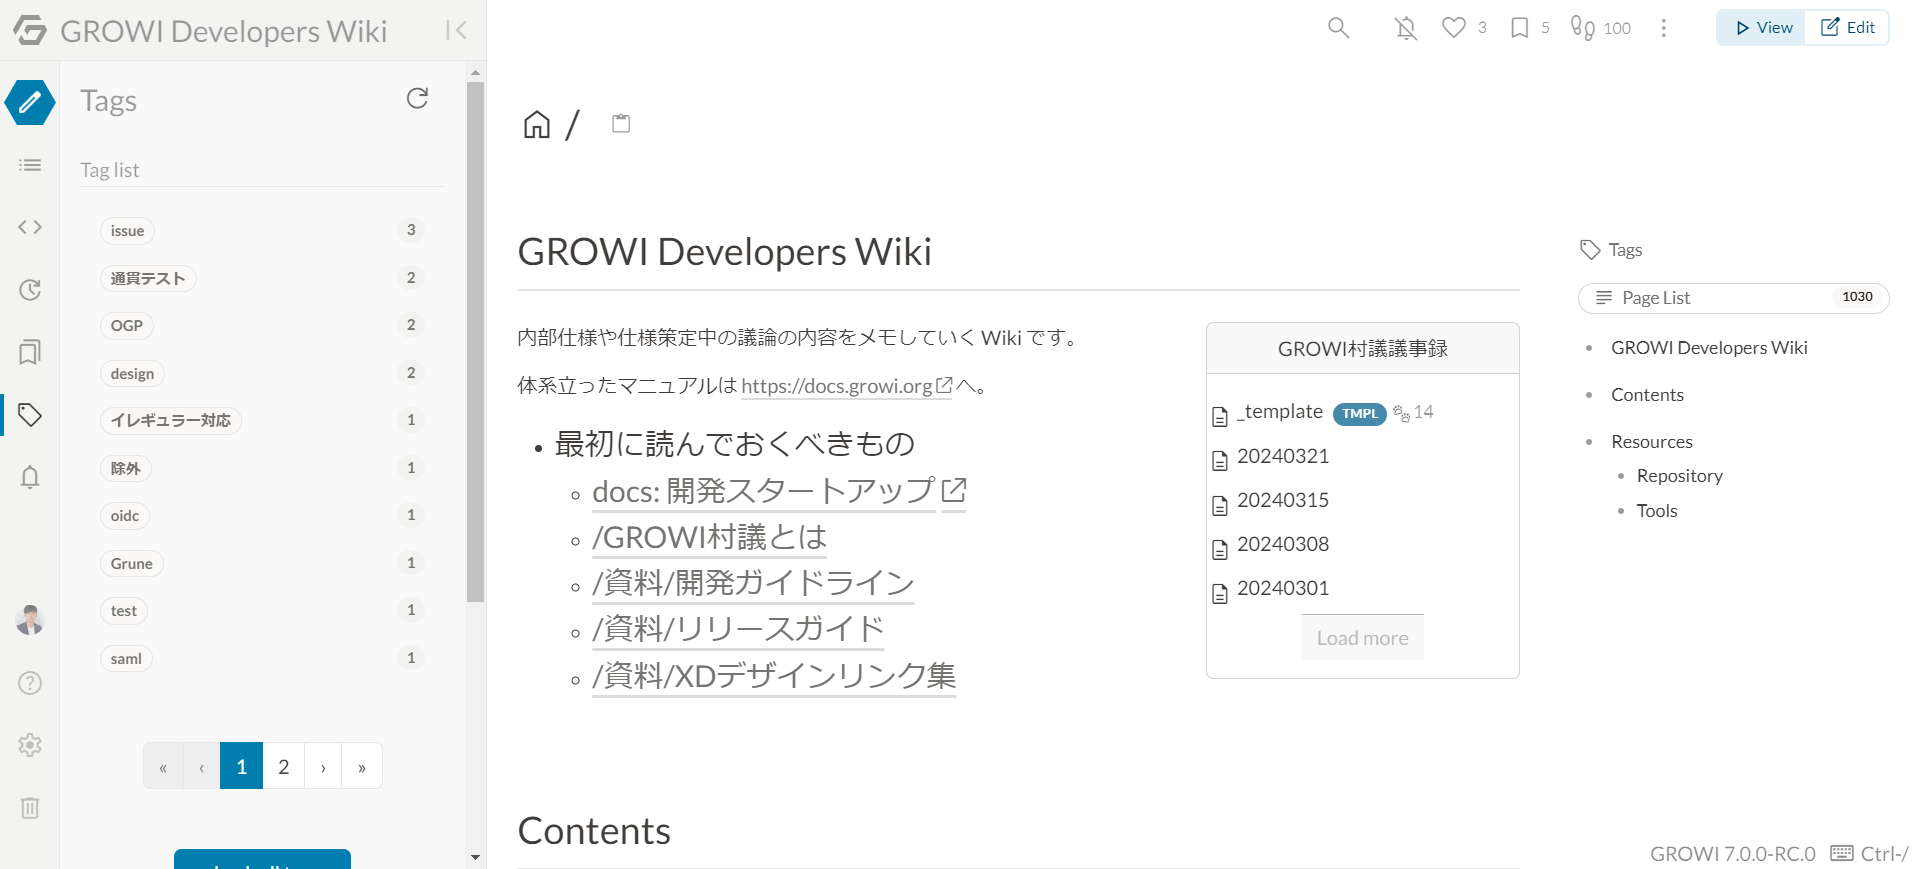 GROWI Developers Wiki
3
5
100
View
Edit
Tags
Tag list
issue 3
通貫テスト 2
OGP 2
design 2
イレギュラー対応 1
除外 1
oidc 1
Grune 1
test 1
saml 1
« ‹ 1 2 › »
/
GROWI Developers Wiki
内部仕様や仕様策定中の議論の内容をメモしていく Wiki です。
体系立ったマニュアルは https://docs.growi.org へ。
最初に読んでおくべきもの
docs: 開発スタートアップ
/GROWI村議とは
/資料/開発ガイドライン
/資料/リリースガイド
/資料/XDデザインリンク集
GROWI村議議事録
_template TMPL 14
20240321
20240315
20240308
20240301
Load more
Contents
Tags
Page List 1030
GROWI Developers Wiki
Contents
Resources
Repository
Tools
GROWI 7.0.0-RC.0 Ctrl-/